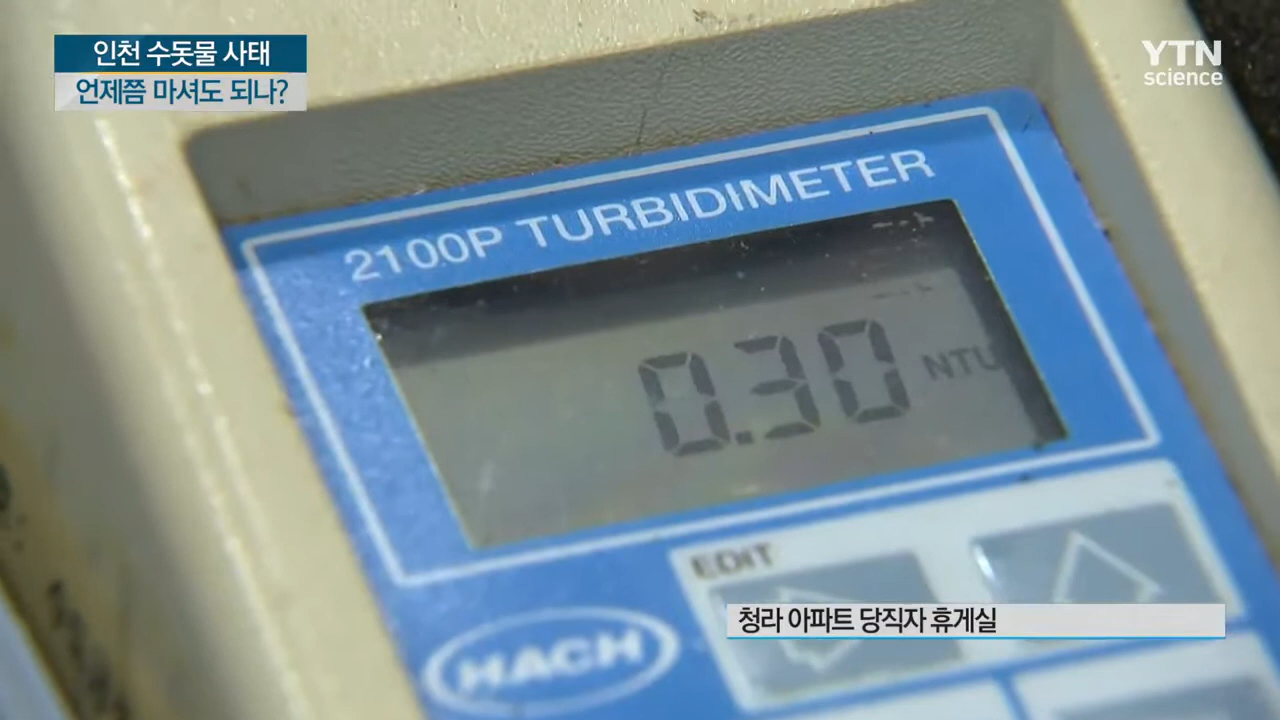 인천 수돗물 사태
언제쯤 마셔도 되나?
YTN
science
2100P TURBIDIMETER
0.30 NTU
EDIT
HACH
청라 아파트 당직자 휴게실